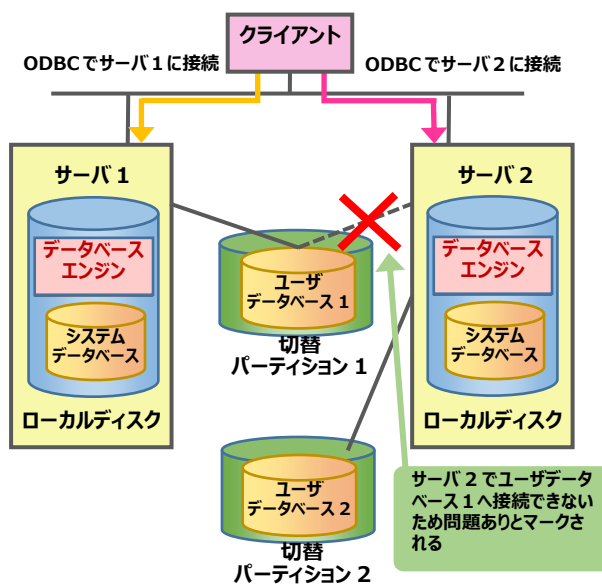 クライアント
ODBCでサーバ1に接続
ODBCでサーバ2に接続
サーバ1
データベース
エンジン
システム
データベース
ローカルディスク
ユーザ
データベース1
切替
パーティション1
サーバ2
データベース
エンジン
システム
データベース
ローカルディスク
ユーザ
データベース2
切替
パーティション2
サーバ2でユーザデータ
ベース1へ接続できない
ため問題ありとマークさ
れる